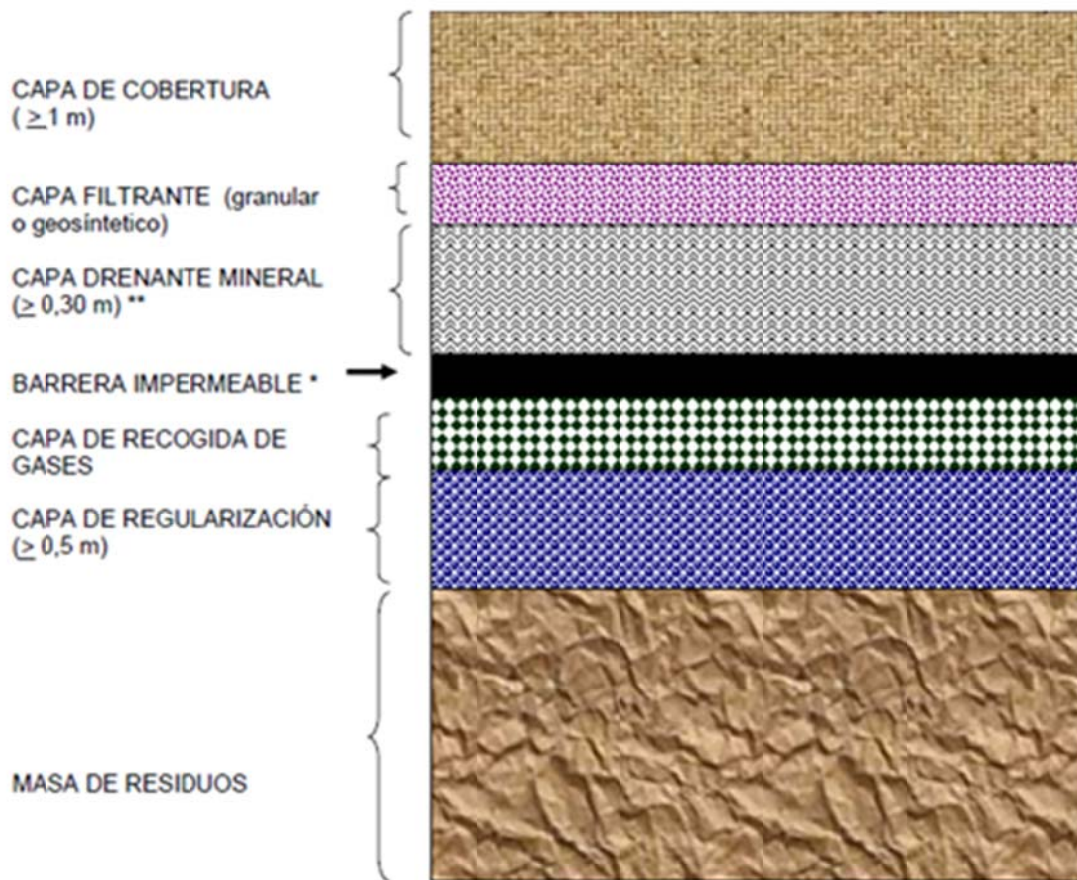 CAPA DE COBERTURA
( ≥ 1 m)
CAPA FILTRANTE (granular
o geosíntetico)
CAPA DRENANTE MINERAL
(≥ 0,30 m) **
BARRERA IMPERMEABLE *
CAPA DE RECOGIDA DE
GASES
CAPA DE REGULARIZACIÓN
(≥ 0,5 m)
MASA DE RESIDUOS